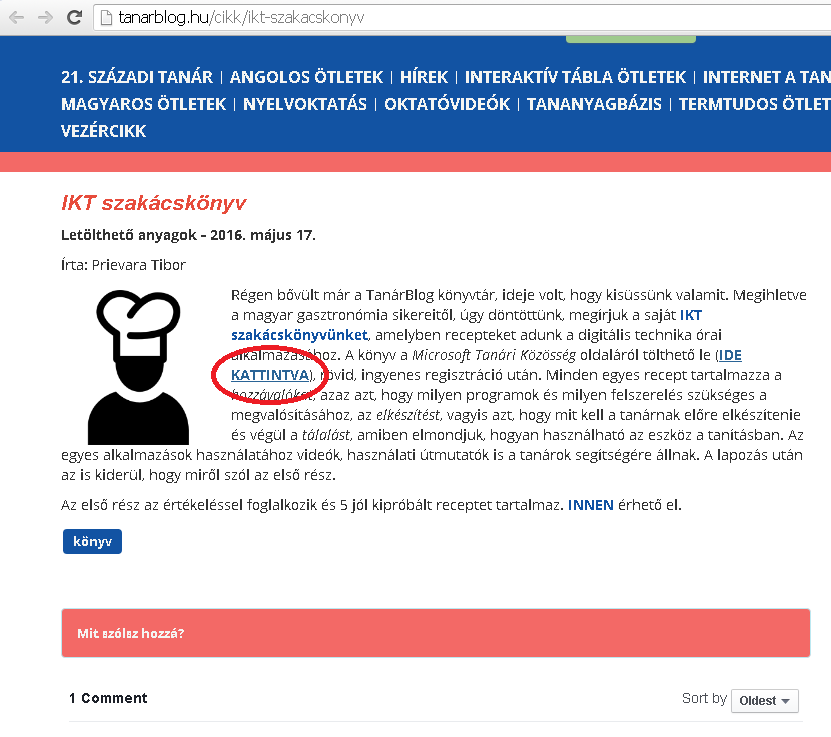 tanarblog.hu/cikk/ikt-szakacskonyv
21. SZÁZADI TANÁR | ANGOLOS ÖTLETEK | HÍREK | INTERAKTÍV TÁBLA ÖTLETEK | INTERNET A TAN
MAGYAROS ÖTLETEK | NYELVOKTATÁS | OKTATÓVIDEÓK | TANANYAGBÁZIS | TERMTUDOS ÖTLET
VEZÉRCIKK
IKT szakácskönyv
Letölthető anyagok - 2016. május 17.
Írta: Prievara Tibor
Régen bővült már a TanárBlog könyvtár, ideje volt, hogy kisüssünk valamit. Megihletve
a magyar gasztronómia sikereitől, úgy döntöttünk, megírjuk a saját IKT
szakácskönyvünket, amelyben recepteket adunk a digitális technika órai
alkalmazásához. A könyv a Microsoft Tanári Közösség oldaláról tölthető le (IDE
KATTINTVA), rövid, ingyenes regisztráció után. Minden egyes recept tartalmazza a
hozzávalókat, azaz azt, hogy milyen programok és milyen felszerelés szükséges a
megvalósításához, az elkészítést, vagyis azt, hogy mit kell a tanárnak előre elkészítenie
és végül a tálalást, amiben elmondjuk, hogyan használható az eszköz a tanításban. Az
egyes alkalmazások használatához videók, használati útmutatók is a tanárok segítségére állnak. A lapozás után
az is kiderül, hogy miről szól az első rész.
Az első rész az értékeléssel foglalkozik és 5 jól kipróbált receptet tartalmaz. INNEN érhető el.
könyv
Mit szólsz hozzá?
1 Comment
Sort by Oldest